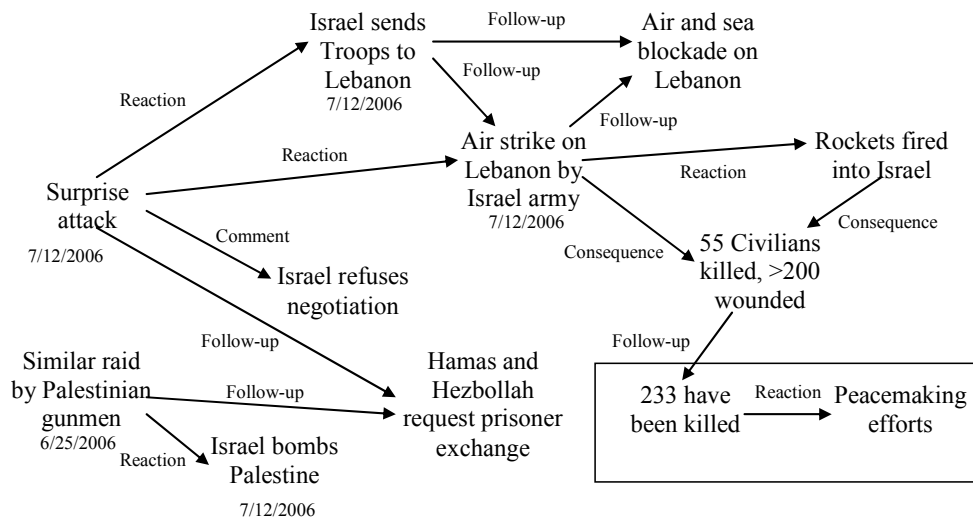 Israel sends
Troops to
Lebanon
7/12/2006
Follow-up
Air and sea
blockade on
Lebanon
Follow-up
Reaction
Follow-up
Air strike on
Lebanon by
Israel army
7/12/2006
Reaction
Reaction
Rockets fired
into Israel
Surprise
attack
7/12/2006
Comment
Consequence
Consequence
55 Civilians
killed, >200
wounded
Israel refuses
negotiation
Follow-up
Follow-up
Similar raid
by Palestinian
gunmen
6/25/2006
Follow-up
Hamas and
Hezbollah
request prisoner
exchange
233 have
been killed
Reaction
Peacemaking
efforts
Reaction
Israel bombs
Palestine
7/12/2006